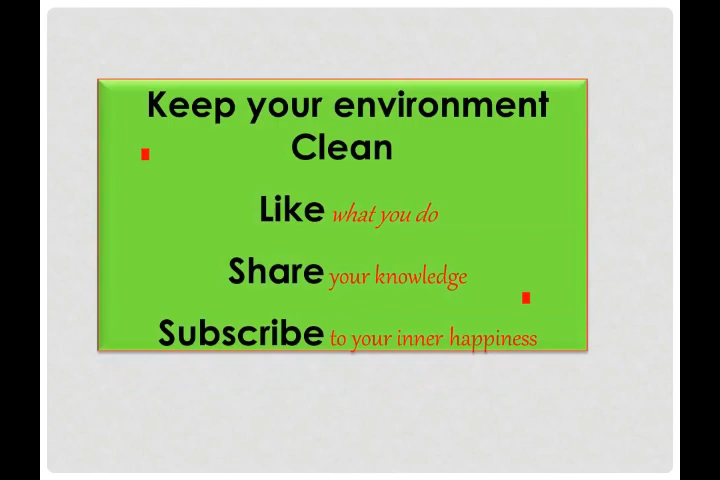 Keep your environment
Clean
Like what you do
Share your knowledge
Subscribe to your inner happiness